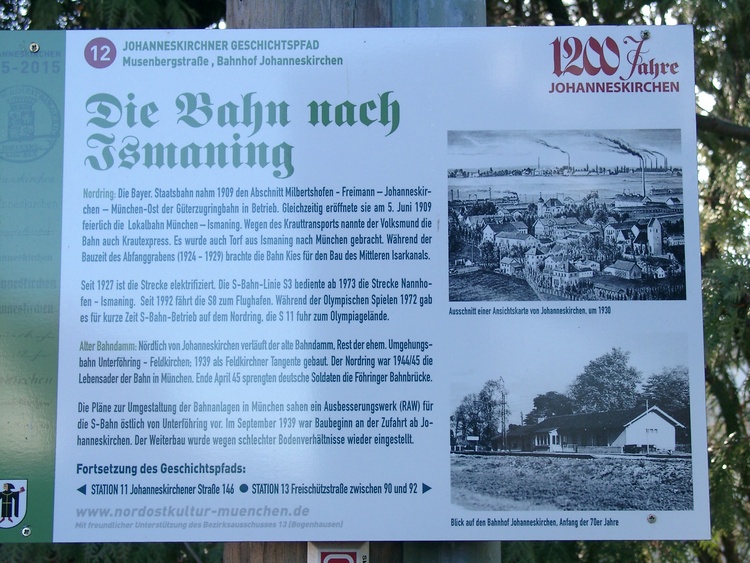 12
JOHANNESKIRCHNER GESCHICHTSPFAD
Musenbergstraße, Bahnhof Johanneskirchen
1200 Jahre
JOHANNESKIRCHEN
5-2015
Die Bahn nach
Ismaning
Nordring: Die Bayer. Staatsbahn nahm 1909 den Abschnitt Milbertshofen - Freimann – Johanneskir-
chen – München-Ost der Güterzugringbahn in Betrieb. Gleichzeitig eröffnete sie am 5. Juni 1909
feierlich die Lokalbahn München – Ismaning. Wegen des Krauttransports nannte der Volksmund die
Bahn auch Krautexpress. Es wurde auch Torf aus Ismaning nach München gebracht. Während der
Bauzeit des Abfanggrabens (1924 - 1929) brachte die Bahn Kies für den Bau des Mittleren Isarkanals.
Seit 1927 ist die Strecke elektrifiziert. Die S-Bahn-Linie S3 bediente ab 1973 die Strecke Nannho-
fen - Ismaning. Seit 1992 fährt die S8 zum Flughafen. Während der Olympischen Spielen 1972 gab
es für kurze Zeit S-Bahn-Betrieb auf dem Nordring, die S 11 fuhr zum Olympiagelände.
Alter Bahndamm: Nördlich von Johanneskirchen verläuft der alte Bahndamm, Rest der ehem. Umgehungs-
bahn Unterföhring - Feldkirchen; 1939 als Feldkirchner Tangente gebaut. Der Nordring war 1944/45 die
Lebensader der Bahn in München. Ende April 45 sprengten deutsche Soldaten die Föhringer Bahnbrücke.
Die Pläne zur Umgestaltung der Bahnanlagen in München sahen ein Ausbesserungswerk (RAW) für
die S-Bahn östlich von Unterföhring vor. Im September 1939 war Baubeginn an der Zufahrt ab Jo-
hanneskirchen. Der Weiterbau wurde wegen schlechter Bodenverhältnisse wieder eingestellt.
Fortsetzung des Geschichtspfads:
◀ STATION 11 Johanneskirchener Straße 146 ● STATION 13 Freischützstraße zwischen 90 und 92 ▶
www.nordostkultur-muenchen.de
Mit freundlicher Unterstützung des Bezirksausschusses 13 (Bogenhausen)
Ausschnitt einer Ansichtskarte von Johanneskirchen, um 1930
Blick auf den Bahnhof Johanneskirchen, Anfang der 70er Jahre